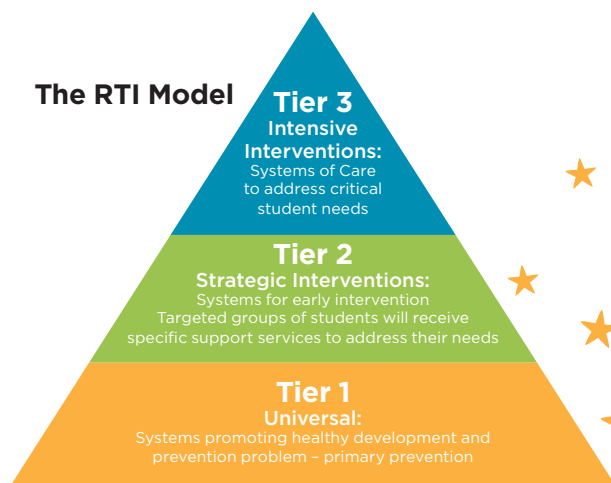 The RTI Model
Tier 3
Intensive
Interventions:
Systems of Care
to address critical
student needs
Tier 2
Strategic Interventions:
Systems for early intervention
Targeted groups of students will receive
specific support services to address their needs
Tier 1
Universal:
Systems promoting healthy development and
prevention problem – primary prevention